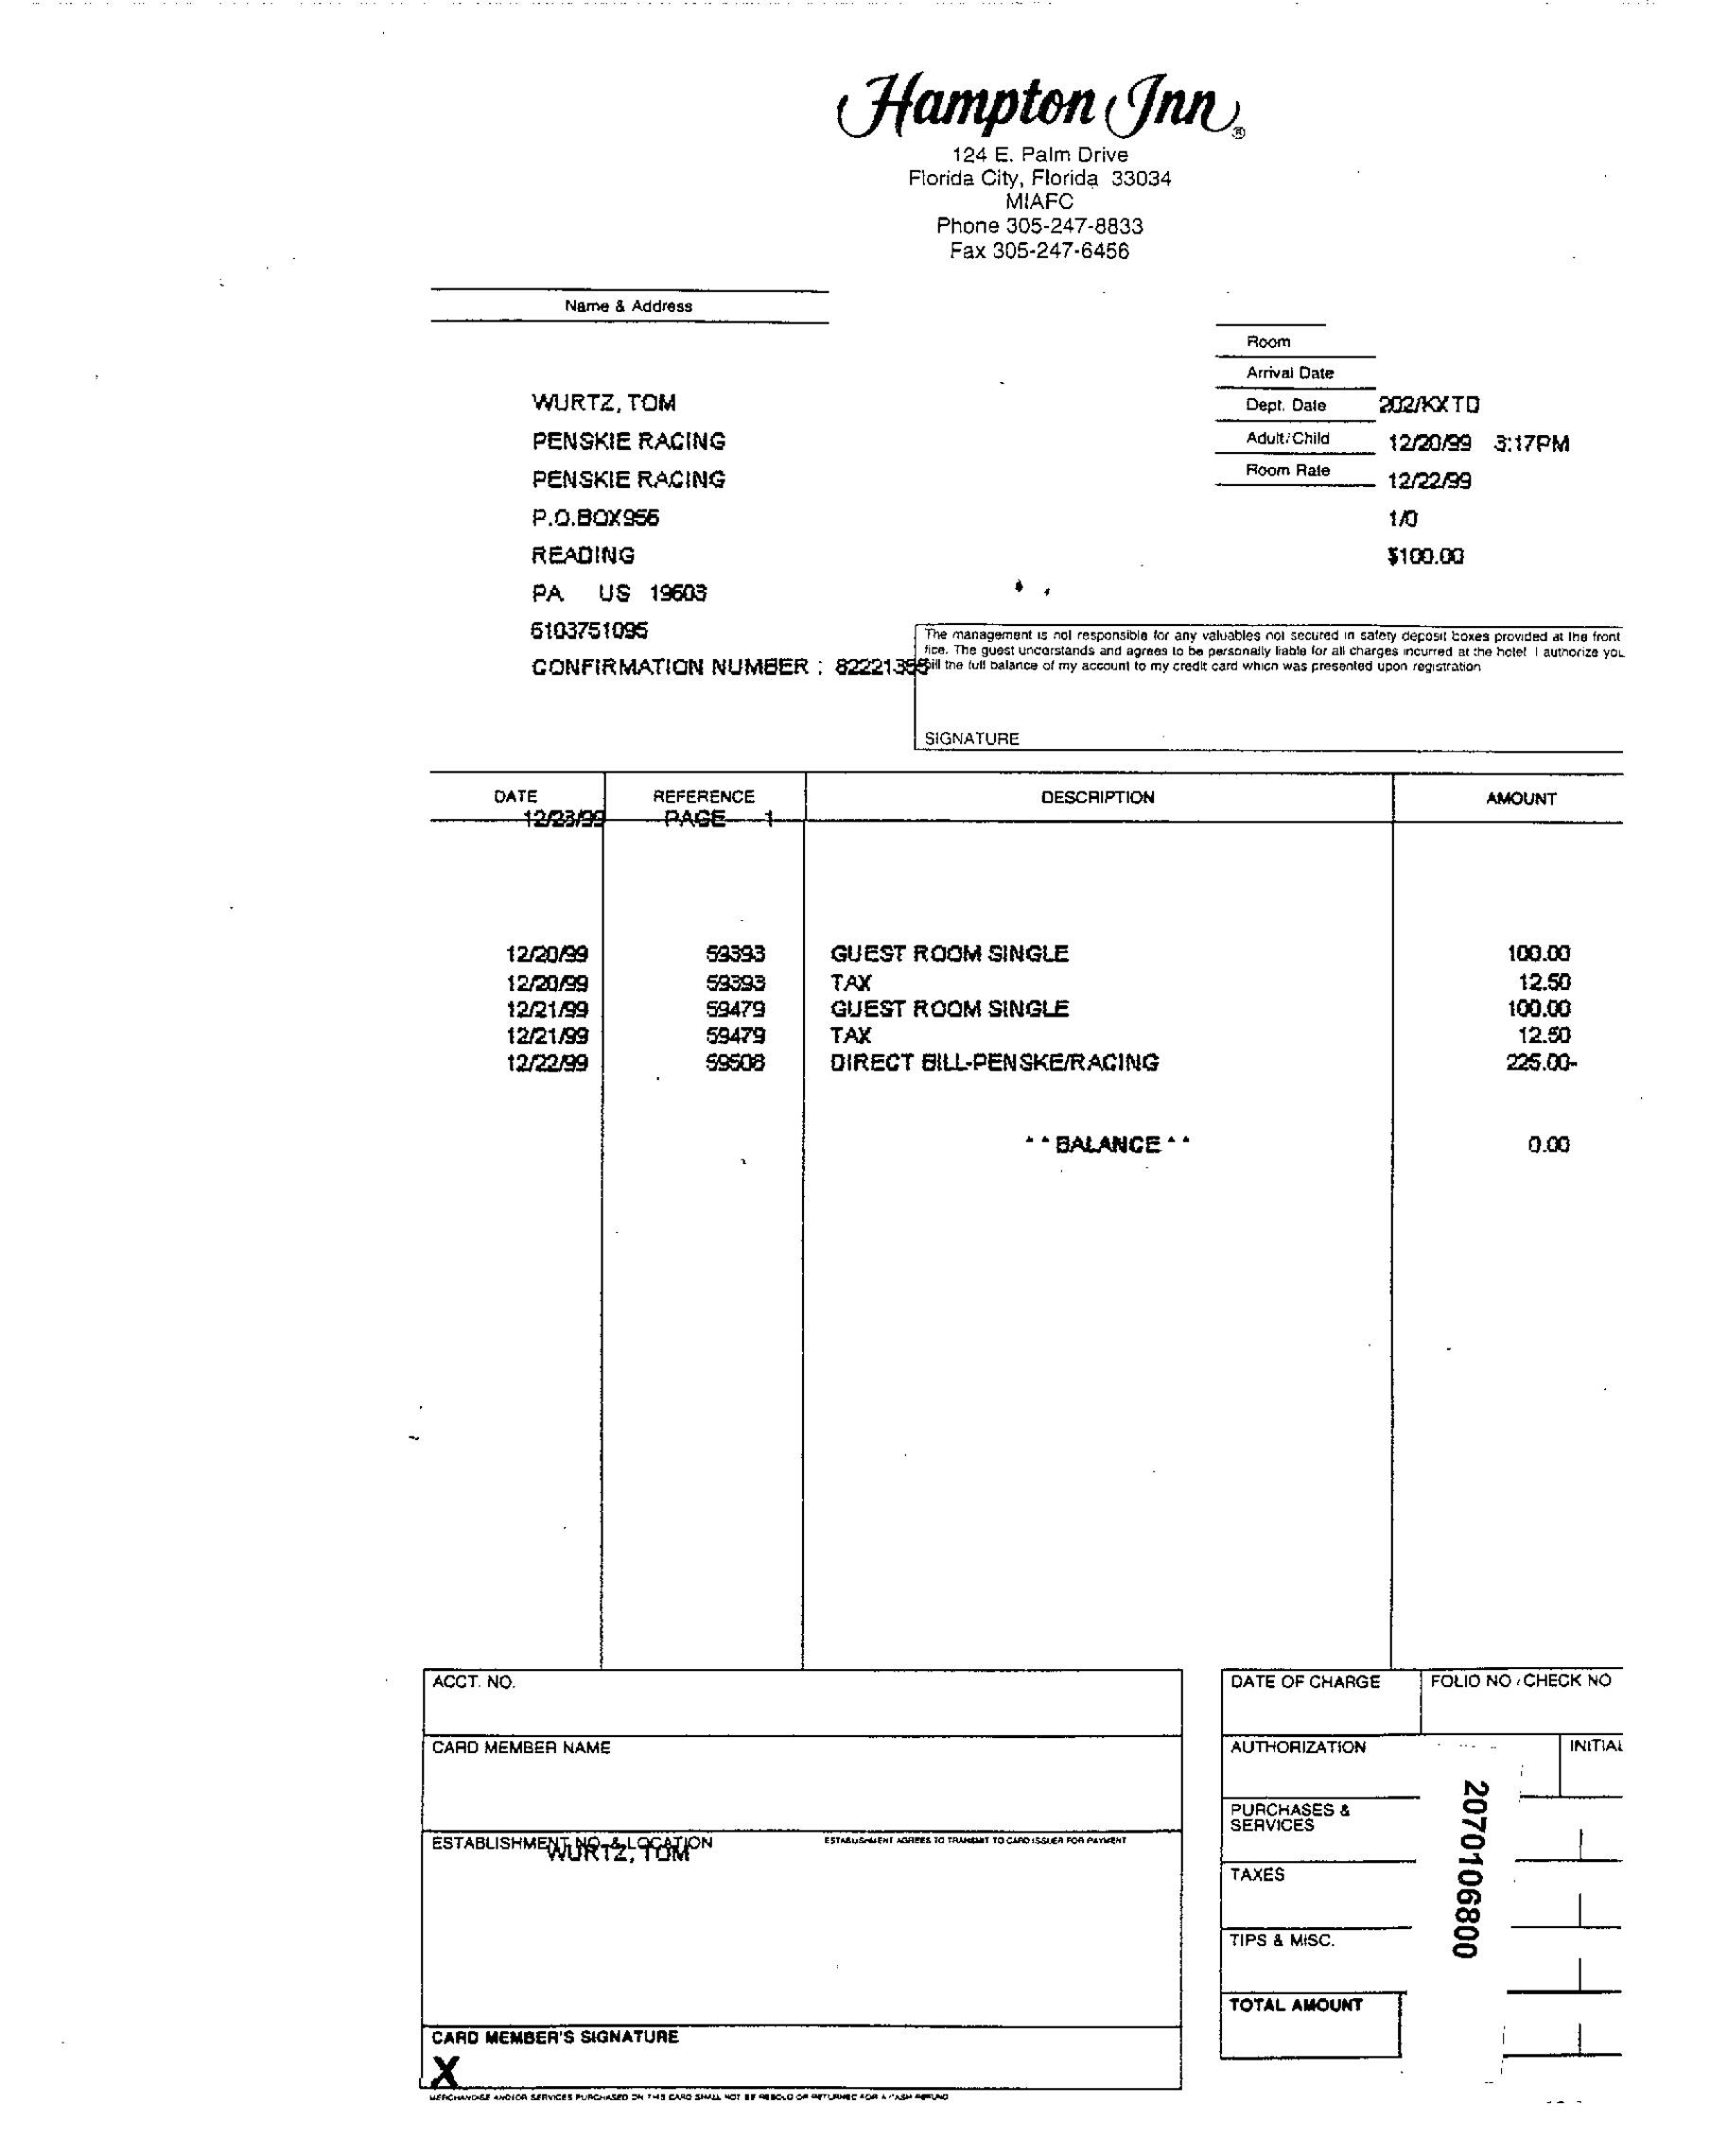 Hampton Inn®
124 E. Palm Drive
Florida City, Florida 33034
MIAFC
Phone 305-247-8833
Fax 305-247-6456
Name & Address
Room
Arrival Date
Dept. Date 202/KXTD
Adult/Child 12/20/99 3:17PM
Room Rate 12/22/99
1/0
$100.00
WURTZ, TOM
PENSKIE RACING
PENSKIE RACING
P.O.BOX956
READING
PA US 19603
6103751095
CONFIRMATION NUMBER : 82221385
The management is not responsible for any valuables not secured in safety deposit boxes provided at the front
fice. The guest understands and agrees to be personally liable for all charges incurred at the hotel I authorize you
bill the full balance of my account to my credit card which was presented upon registration
SIGNATURE
DATE REFERENCE DESCRIPTION AMOUNT
12/23/99 PAGE 1
12/20/99 59393 GUEST ROOM SINGLE 100.00
12/20/99 59393 TAX 12.50
12/21/99 59479 GUEST ROOM SINGLE 100.00
12/21/99 59479 TAX 12.50
12/22/99 59506 DIRECT BILL-PENSKE/RACING 225.00-
* * BALANCE * * 0.00
ACCT. NO.
DATE OF CHARGE FOLIO NO / CHECK NO
CARD MEMBER NAME
AUTHORIZATION INITIAL
PURCHASES &
SERVICES
ESTABLISHMENT NO. & LOCATION ESTABLISHMENT AGREES TO TRANSMIT TO CARD ISSUER FOR PAYMENT
WURTZ, TOM
TAXES
TIPS & MISC.
TOTAL AMOUNT
2070106800
CARD MEMBER'S SIGNATURE
X
MERCHANDISE AND/OR SERVICES PURCHASED ON THIS CARD SHALL NOT BE RESOLD OR RETURNED FOR A CASH REFUND